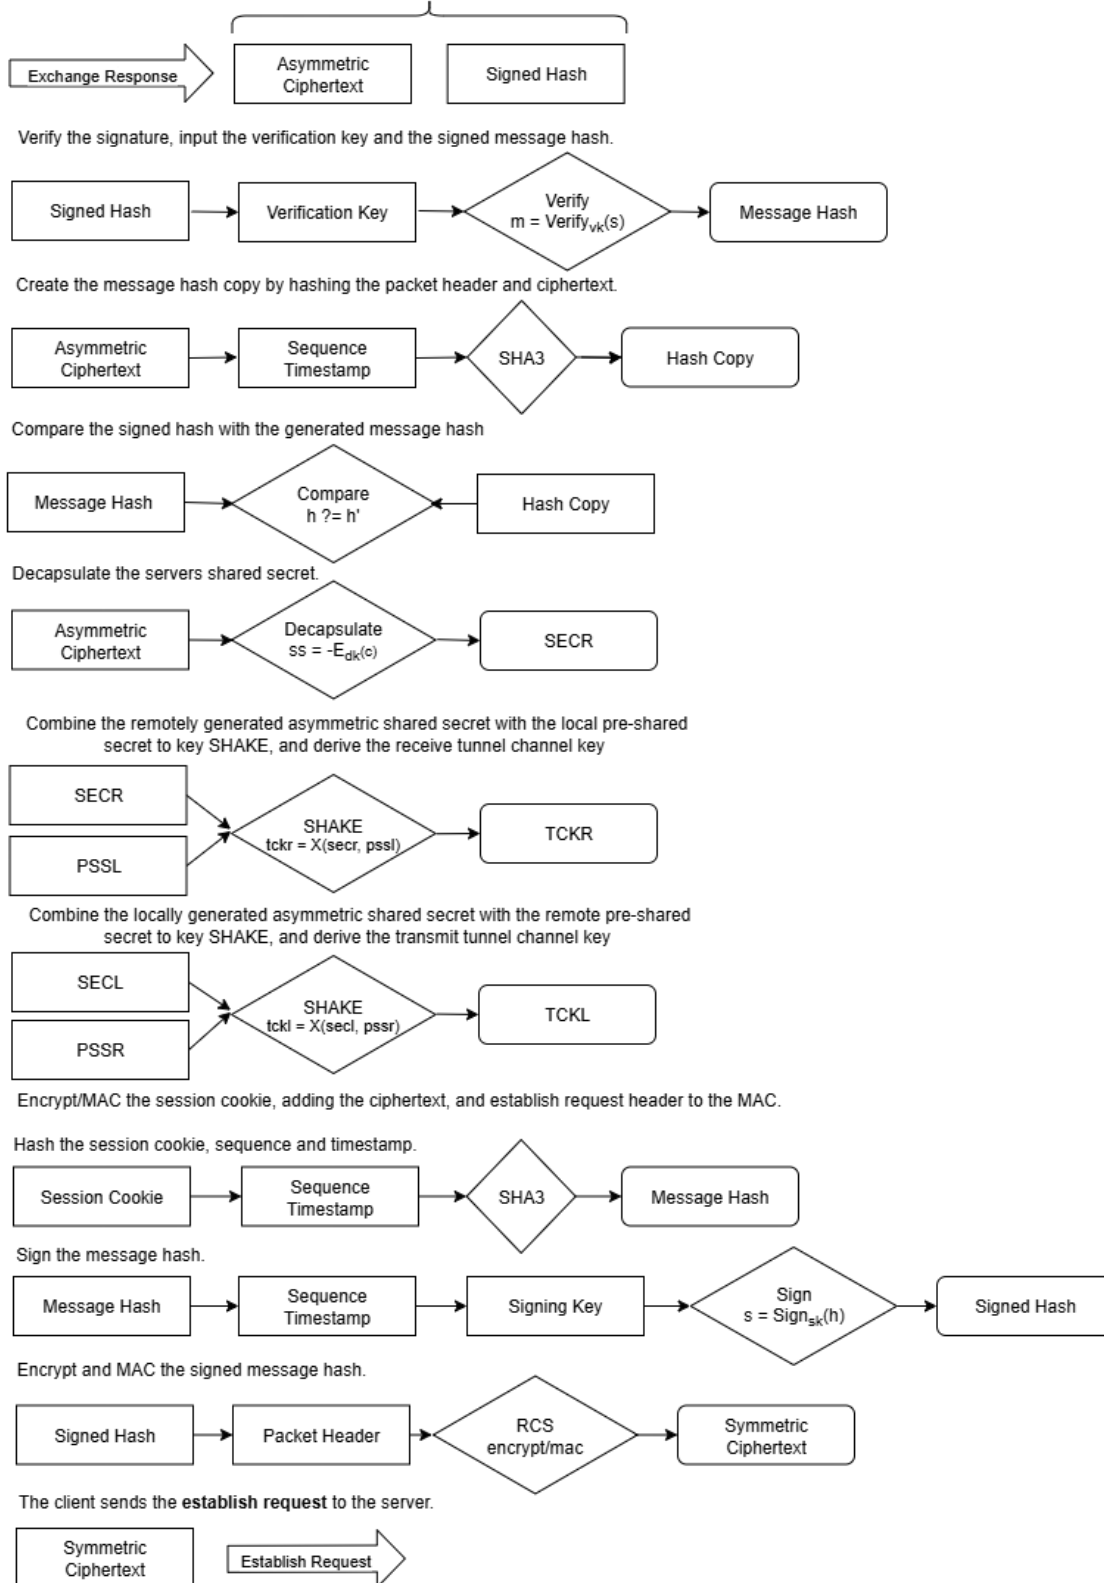 Exchange Response
Asymmetric
Ciphertext
Signed Hash
Verify the signature, input the verification key and the signed message hash.
Signed Hash
Verification Key
Verify
m = Verify_vk(s)
Message Hash
Create the message hash copy by hashing the packet header and ciphertext.
Asymmetric
Ciphertext
Sequence
Timestamp
SHA3
Hash Copy
Compare the signed hash with the generated message hash
Message Hash
Compare
h ?= h'
Hash Copy
Decapsulate the servers shared secret.
Asymmetric
Ciphertext
Decapsulate
ss = -E_dk(c)
SECR
Combine the remotely generated asymmetric shared secret with the local pre-shared
secret to key SHAKE, and derive the receive tunnel channel key
SECR
PSSL
SHAKE
tckr = X(secr, pssl)
TCKR
Combine the locally generated asymmetric shared secret with the remote pre-shared
secret to key SHAKE, and derive the transmit tunnel channel key
SECL
PSSR
SHAKE
tckl = X(secl, pssr)
TCKL
Encrypt/MAC the session cookie, adding the ciphertext, and establish request header to the MAC.
Hash the session cookie, sequence and timestamp.
Session Cookie
Sequence
Timestamp
SHA3
Message Hash
Sign the message hash.
Message Hash
Sequence
Timestamp
Signing Key
Sign
s = Sign_sk(h)
Signed Hash
Encrypt and MAC the signed message hash.
Signed Hash
Packet Header
RCS
encrypt/mac
Symmetric
Ciphertext
The client sends the establish request to the server.
Symmetric
Ciphertext
Establish Request